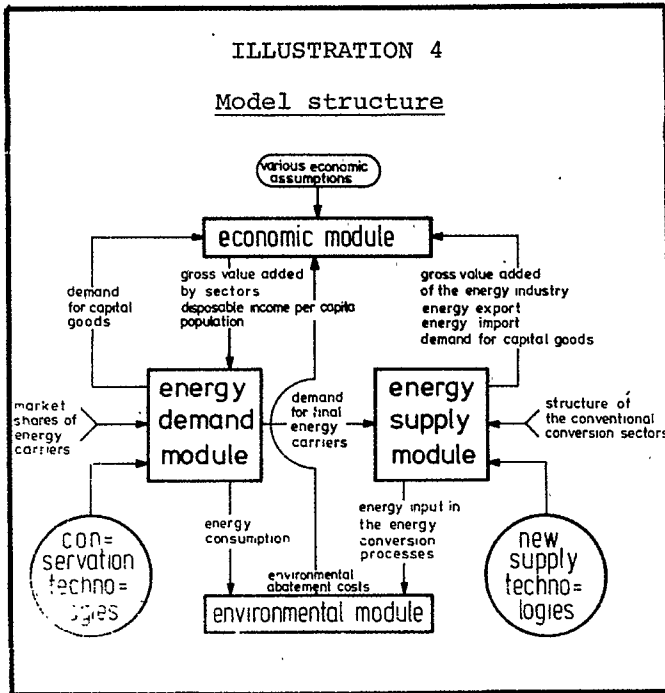 ILLUSTRATION 4
Model structure
various economic
assumptions
economic module
demand
for capital
goods
gross value added
by sectors
disposable income per capita
population
gross value added
of the energy industry
energy export
energy import
demand for capital goods
market
shares of
energy
carriers
energy
demand
module
demand
for final
energy
carriers
energy
supply
module
structure of
the conventional
conversion sectors
con=
servation
techno=
energy
consumption
energy input in
the energy
conversion
processes
new
supply
techno=
logies
environmental
abatement costs
environmental module